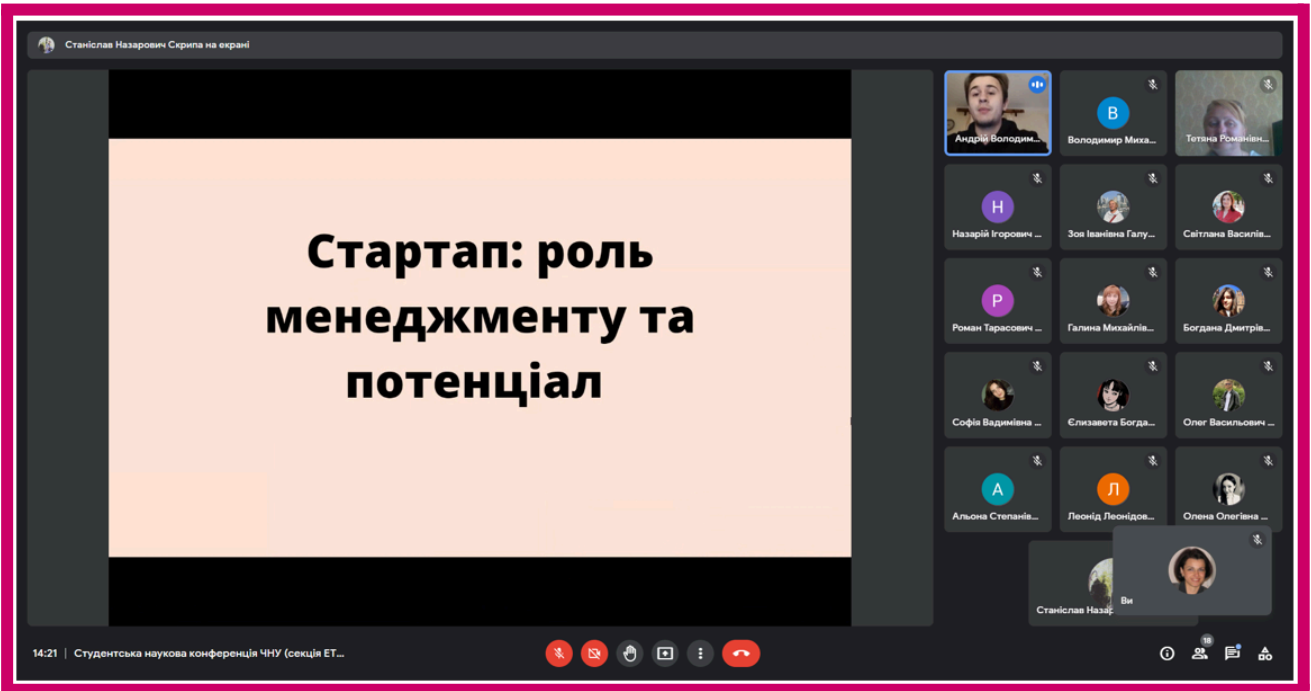 Станіслав Назарович Скрипа на екрані
Стартап: роль
менеджменту та
потенціал
Андрій Володим...
В
Володимир Миха...
Тетяна Романівн...
Н
Назарій Ігорович ...
Зоя Іванівна Галу...
Світлана Василів...
Р
Роман Тарасович ...
Галина Михайлів...
Богдана Дмитрів...
Софія Вадимівна ...
Єлизавета Богда...
Олег Васильович ...
А
Альона Степанів...
Л
Леонід Леонідов...
Олена Олегівна ...
Станіслав Назар
Ви
14:21 | Студентська наукова конференція ЧНУ (секція ЕТ...
18